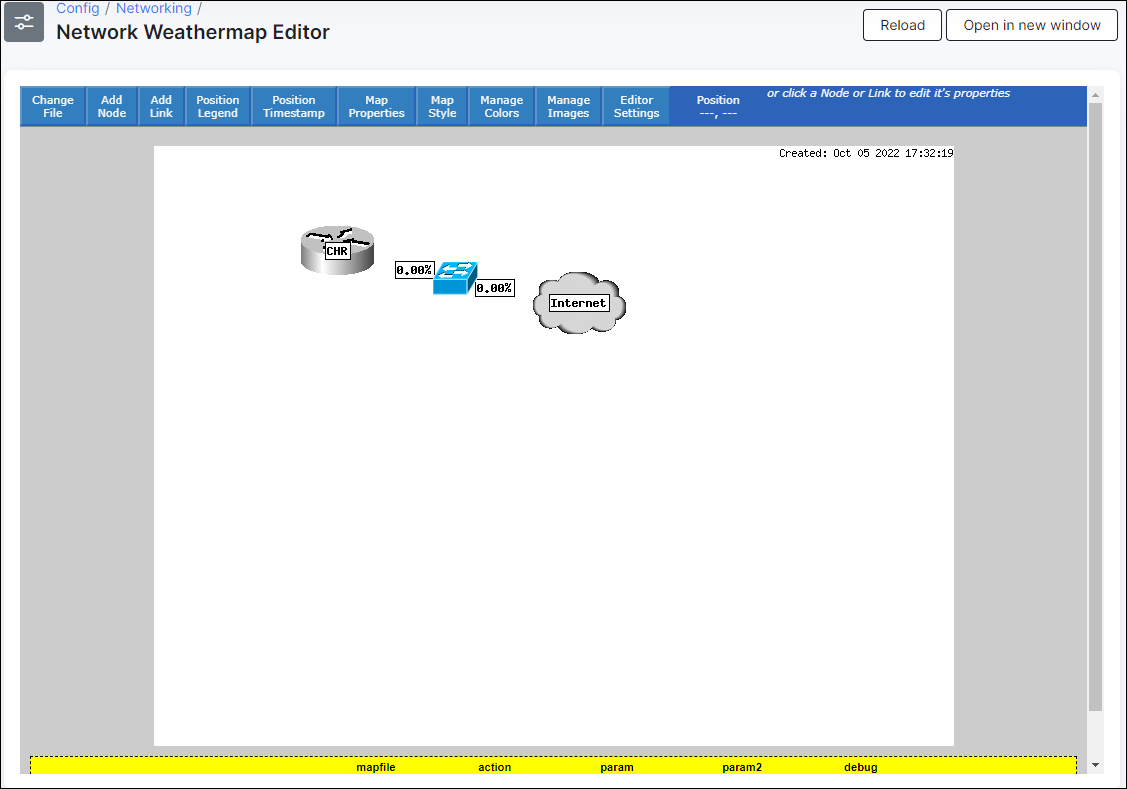 Config / Networking /
Network Weathermap Editor
Reload
Open in new window
Change
File
Add
Node
Add
Link
Position
Legend
Position
Timestamp
Map
Properties
Map
Style
Manage
Colors
Manage
Images
Editor
Settings
Position
---, ---
or click a Node or Link to edit it's properties
Created: Oct 05 2022 17:32:19
CHR
0.00%
0.00%
Internet
mapfile action param param2 debug